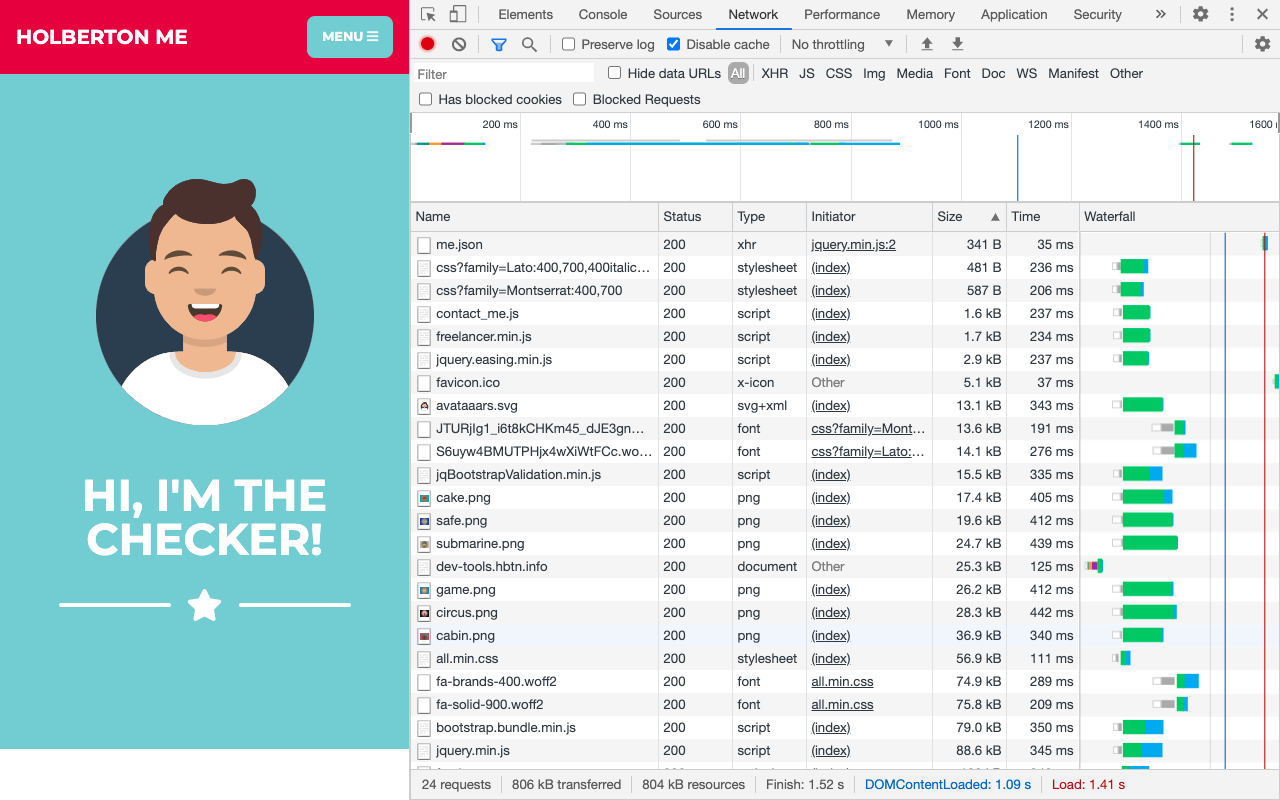 HOLBERTON ME
MENU
HI, I'M THE
CHECKER!
Elements Console Sources Network Performance Memory Application Security
Preserve log Disable cache No throttling
Filter Hide data URLs All XHR JS CSS Img Media Font Doc WS Manifest Other
Has blocked cookies Blocked Requests
200 ms 400 ms 600 ms 800 ms 1000 ms 1200 ms 1400 ms 1600
Name Status Type Initiator Size Time Waterfall
me.json 200 xhr jquery.min.js:2 341 B 35 ms
css?family=Lato:400,700,400italic… 200 stylesheet (index) 481 B 236 ms
css?family=Montserrat:400,700 200 stylesheet (index) 587 B 206 ms
contact_me.js 200 script (index) 1.6 kB 237 ms
freelancer.min.js 200 script (index) 1.7 kB 234 ms
jquery.easing.min.js 200 script (index) 2.9 kB 237 ms
favicon.ico 200 x-icon Other 5.1 kB 37 ms
avataaars.svg 200 svg+xml (index) 13.1 kB 343 ms
JTURjIg1_i6t8kCHKm45_dJE3gn… 200 font css?family=Mont… 13.6 kB 191 ms
S6uyw4BMUTPHjx4wXiWtFCc.wo… 200 font css?family=Lato:… 14.1 kB 276 ms
jqBootstrapValidation.min.js 200 script (index) 15.5 kB 335 ms
cake.png 200 png (index) 17.4 kB 405 ms
safe.png 200 png (index) 19.6 kB 412 ms
submarine.png 200 png (index) 24.7 kB 439 ms
dev-tools.hbtn.info 200 document Other 25.3 kB 125 ms
game.png 200 png (index) 26.2 kB 412 ms
circus.png 200 png (index) 28.3 kB 442 ms
cabin.png 200 png (index) 36.9 kB 340 ms
all.min.css 200 stylesheet (index) 56.9 kB 111 ms
fa-brands-400.woff2 200 font all.min.css 74.9 kB 289 ms
fa-solid-900.woff2 200 font all.min.css 75.8 kB 209 ms
bootstrap.bundle.min.js 200 script (index) 79.0 kB 350 ms
jquery.min.js 200 script (index) 88.6 kB 345 ms
24 requests 806 kB transferred 804 kB resources Finish: 1.52 s DOMContentLoaded: 1.09 s Load: 1.41 s